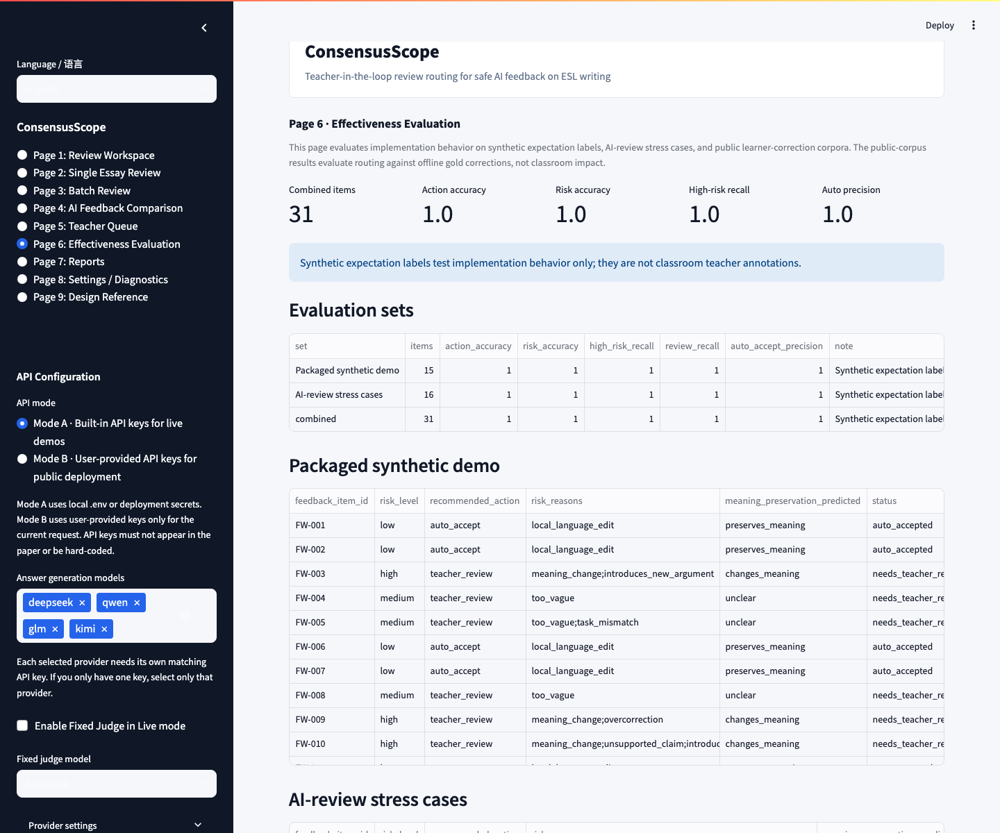 Deploy
Language / 语言
ConsensusScope
Page 1: Review Workspace
Page 2: Single Essay Review
Page 3: Batch Review
Page 4: AI Feedback Comparison
Page 5: Teacher Queue
Page 6: Effectiveness Evaluation
Page 7: Reports
Page 8: Settings / Diagnostics
Page 9: Design Reference
API Configuration
API mode
Mode A · Built-in API keys for live
demos
Mode B · User-provided API keys for
public deployment
Mode A uses local .env or deployment secrets.
Mode B uses user-provided keys only for the
current request. API keys must not appear in the
paper or be hard-coded.
Answer generation models
deepseek × qwen ×
glm × kimi ×
Each selected provider needs its own matching
API key. If you only have one key, select only that
provider.
Enable Fixed Judge in Live mode
Fixed judge model
Provider settings
ConsensusScope
Teacher-in-the-loop review routing for safe AI feedback on ESL writing
Page 6 · Effectiveness Evaluation
This page evaluates implementation behavior on synthetic expectation labels, AI-review stress cases, and public learner-correction corpora. The public-corpus
results evaluate routing against offline gold corrections, not classroom impact.
Combined items Action accuracy Risk accuracy High-risk recall Auto precision
31 1.0 1.0 1.0 1.0
Synthetic expectation labels test implementation behavior only; they are not classroom teacher annotations.
Evaluation sets
set items action_accuracy risk_accuracy high_risk_recall review_recall auto_accept_precision note
Packaged synthetic demo 15 1 1 1 1 1 Synthetic expectation label
AI-review stress cases 16 1 1 1 1 1 Synthetic expectation label
combined 31 1 1 1 1 1 Synthetic expectation label
Packaged synthetic demo
feedback_item_id risk_level recommended_action risk_reasons meaning_preservation_predicted status
FW-001 low auto_accept local_language_edit preserves_meaning auto_accepted
FW-002 low auto_accept local_language_edit preserves_meaning auto_accepted
FW-003 high teacher_review meaning_change;introduces_new_argument changes_meaning needs_teacher_re
FW-004 medium teacher_review too_vague unclear needs_teacher_re
FW-005 medium teacher_review too_vague;task_mismatch unclear needs_teacher_re
FW-006 low auto_accept local_language_edit preserves_meaning auto_accepted
FW-007 low auto_accept local_language_edit preserves_meaning auto_accepted
FW-008 medium teacher_review too_vague unclear needs_teacher_re
FW-009 high teacher_review meaning_change;overcorrection changes_meaning needs_teacher_re
FW-010 high teacher_review meaning_change;unsupported_claim;introduc changes_meaning needs_teacher_re
AI-review stress cases